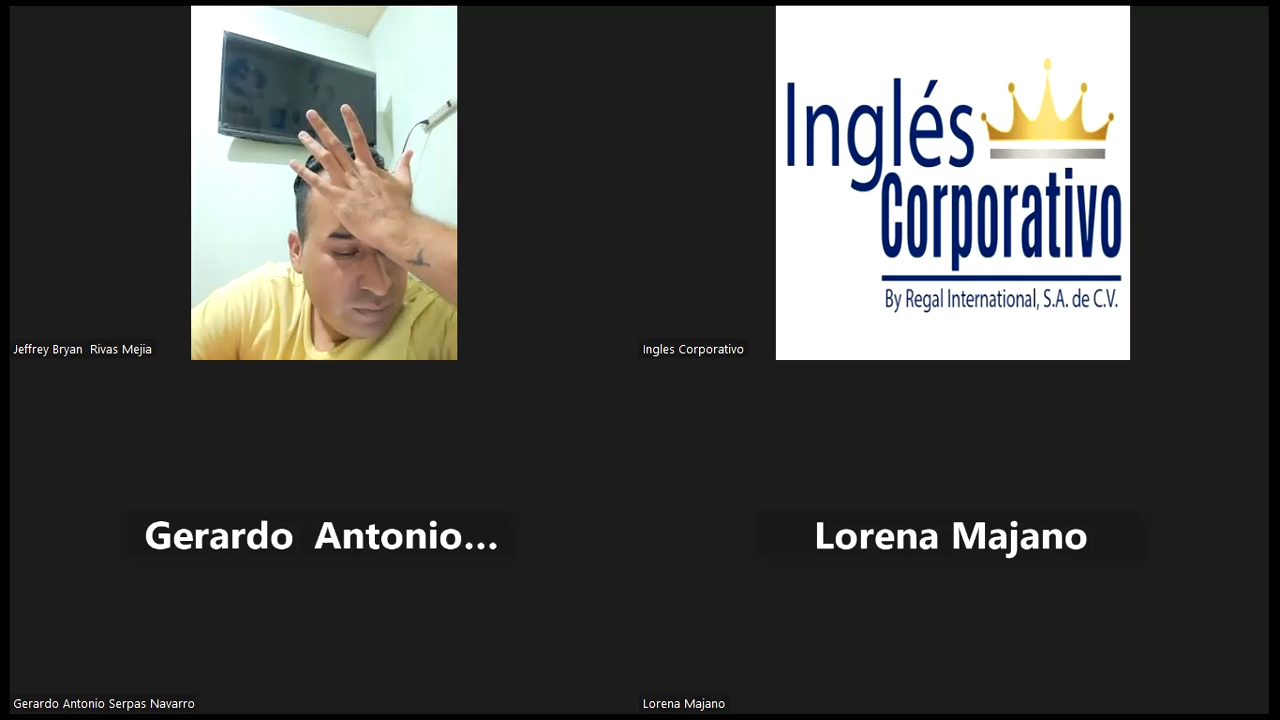 Inglés
Corporativo
By Regal International, S.A. de C.V.
Jeffrey Bryan Rivas Mejia
Ingles Corporativo
Gerardo Antonio...
Lorena Majano
Gerardo Antonio Serpas Navarro
Lorena Majano